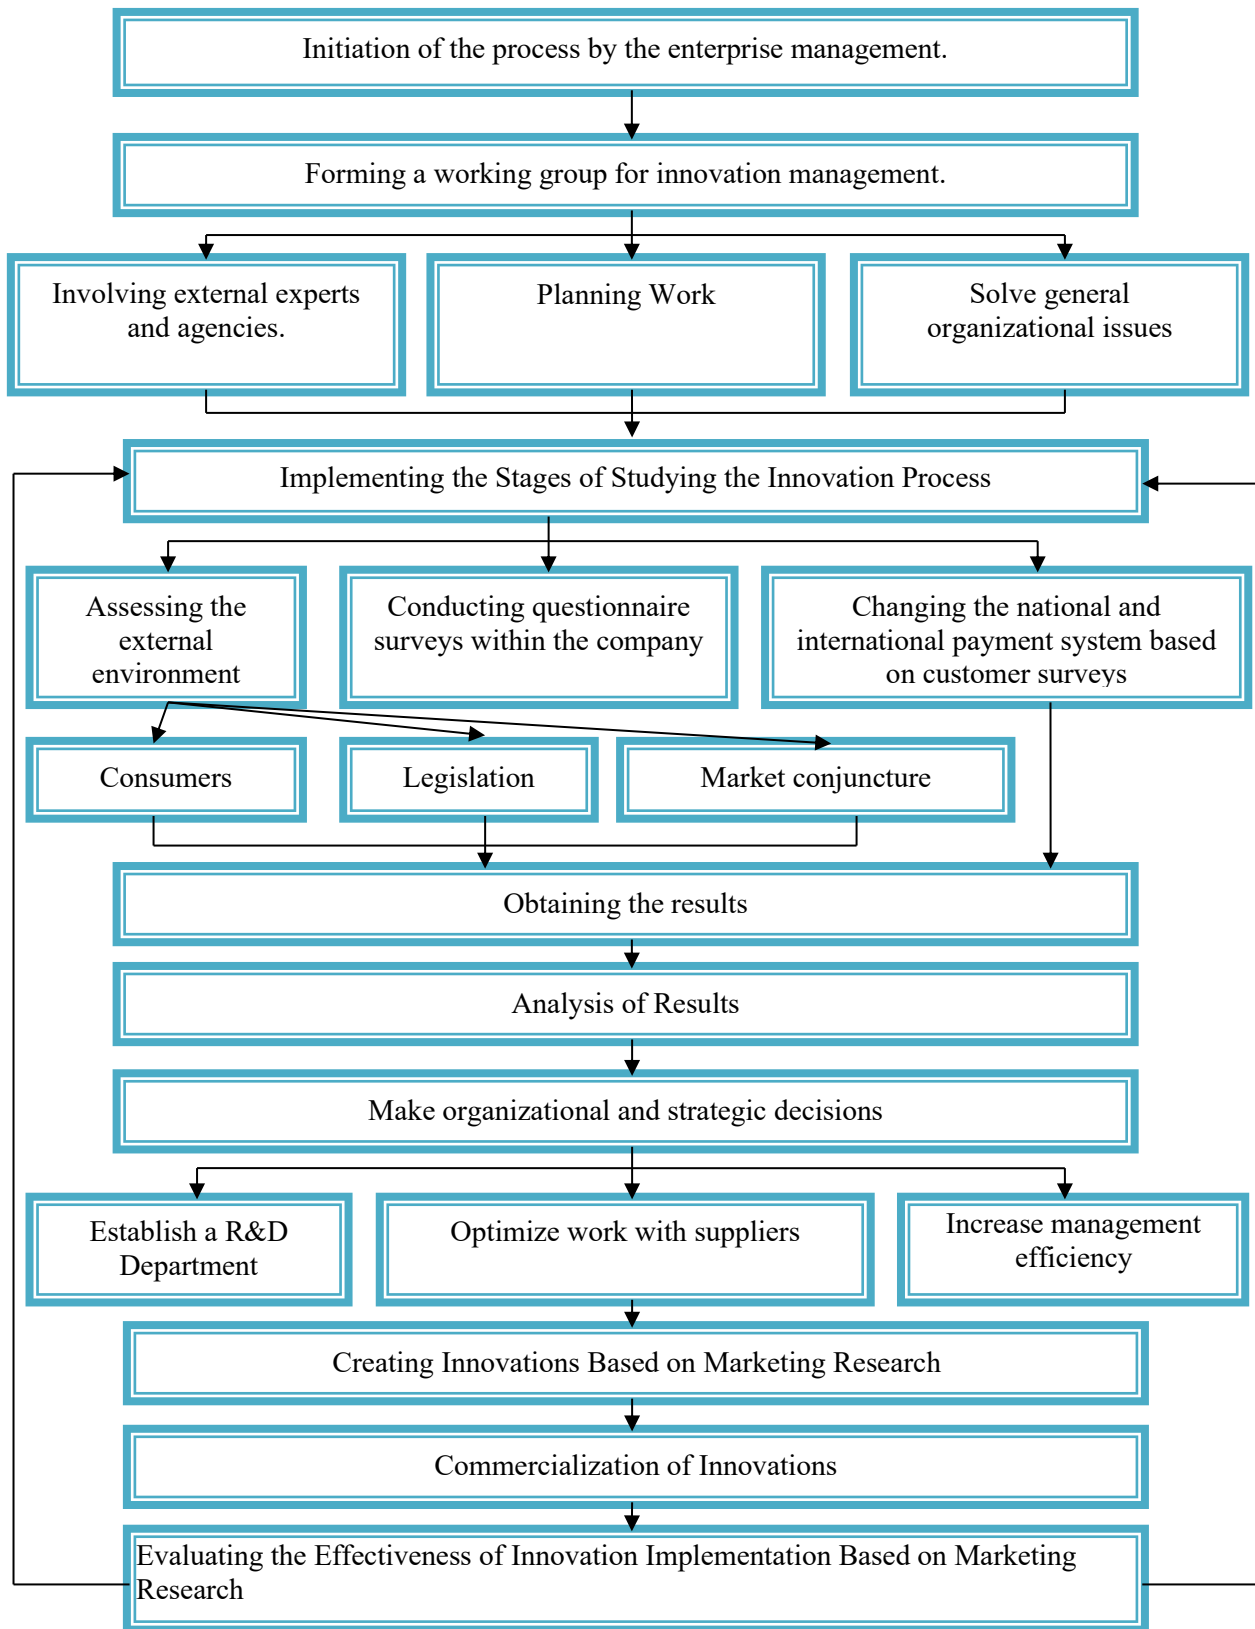 Initiation of the process by the enterprise management.
Forming a working group for innovation management.
Involving external experts
and agencies.
Planning Work
Solve general
organizational issues
Implementing the Stages of Studying the Innovation Process
Assessing the
external
environment
Conducting questionnaire
surveys within the company
Changing the national and
international payment system based
on customer surveys
Consumers
Legislation
Market conjuncture
Obtaining the results
Analysis of Results
Make organizational and strategic decisions
Establish a R&D
Department
Optimize work with suppliers
Increase management
efficiency
Creating Innovations Based on Marketing Research
Commercialization of Innovations
Evaluating the Effectiveness of Innovation Implementation Based on Marketing
Research